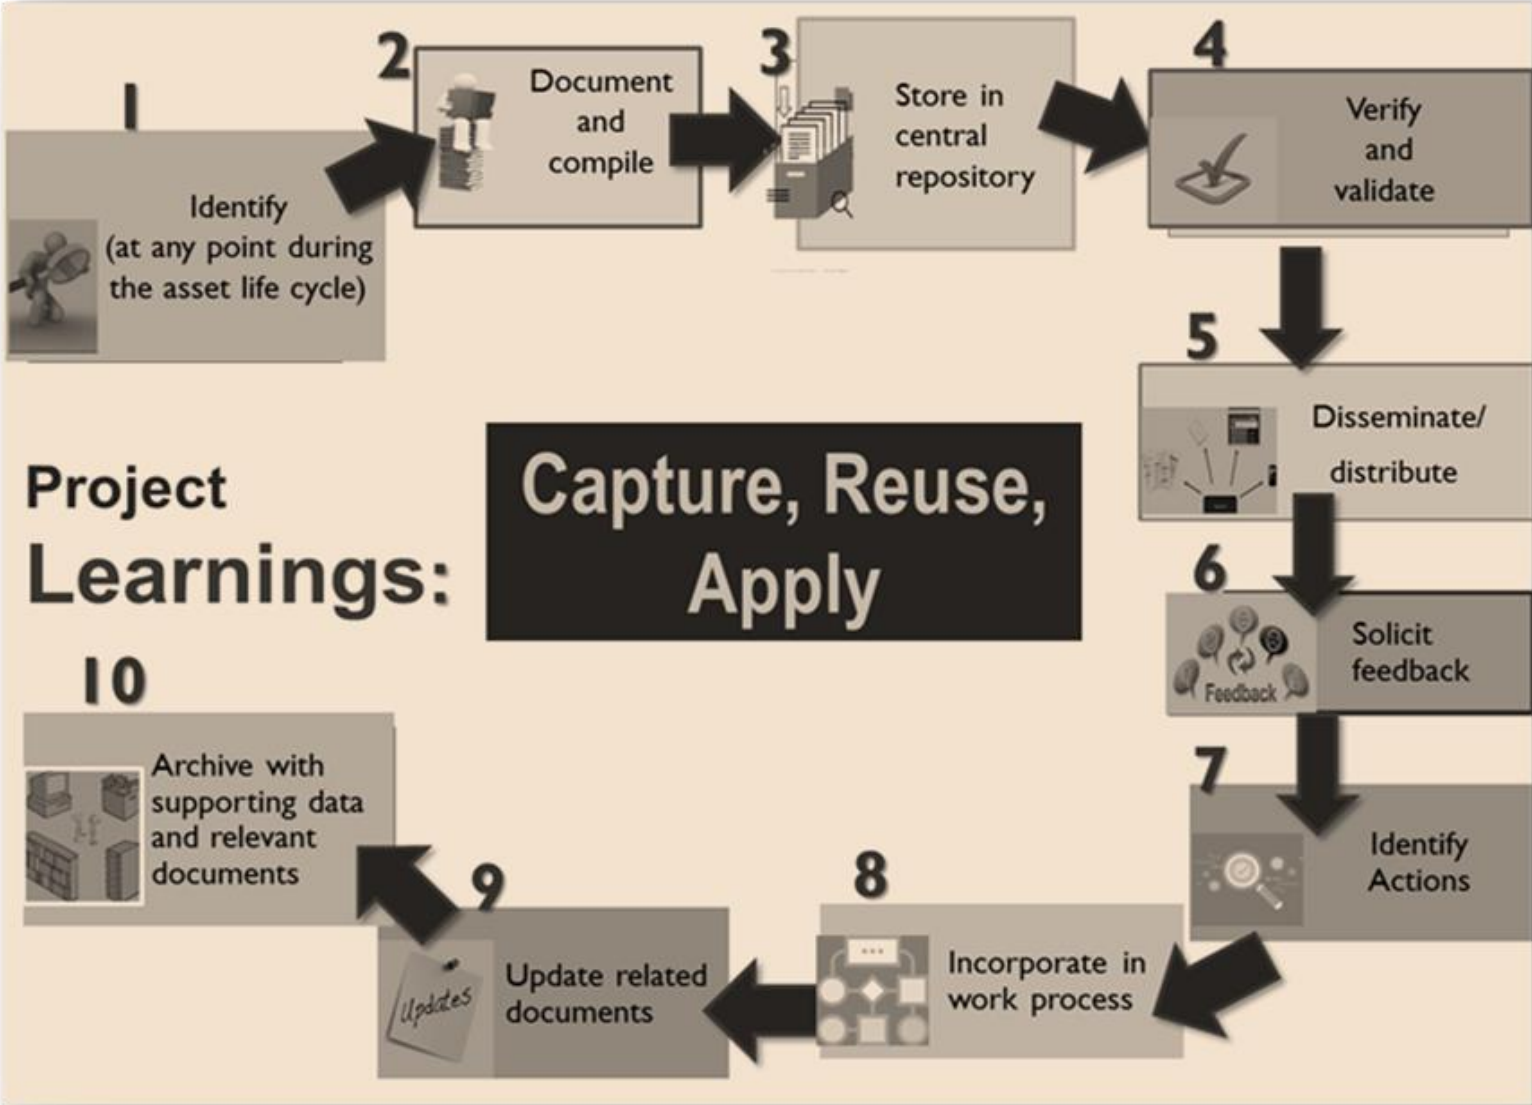 1
Identify
(at any point during
the asset life cycle)
2
Document
and
compile
3
Store in
central
repository
4
Verify
and
validate
5
Disseminate/
distribute
6
Feedback
Solicit
feedback
7
Identify
Actions
8
Incorporate in
work process
9
Updates
Update related
documents
10
Archive with
supporting data
and relevant
documents
Project
Learnings:
Capture, Reuse,
Apply